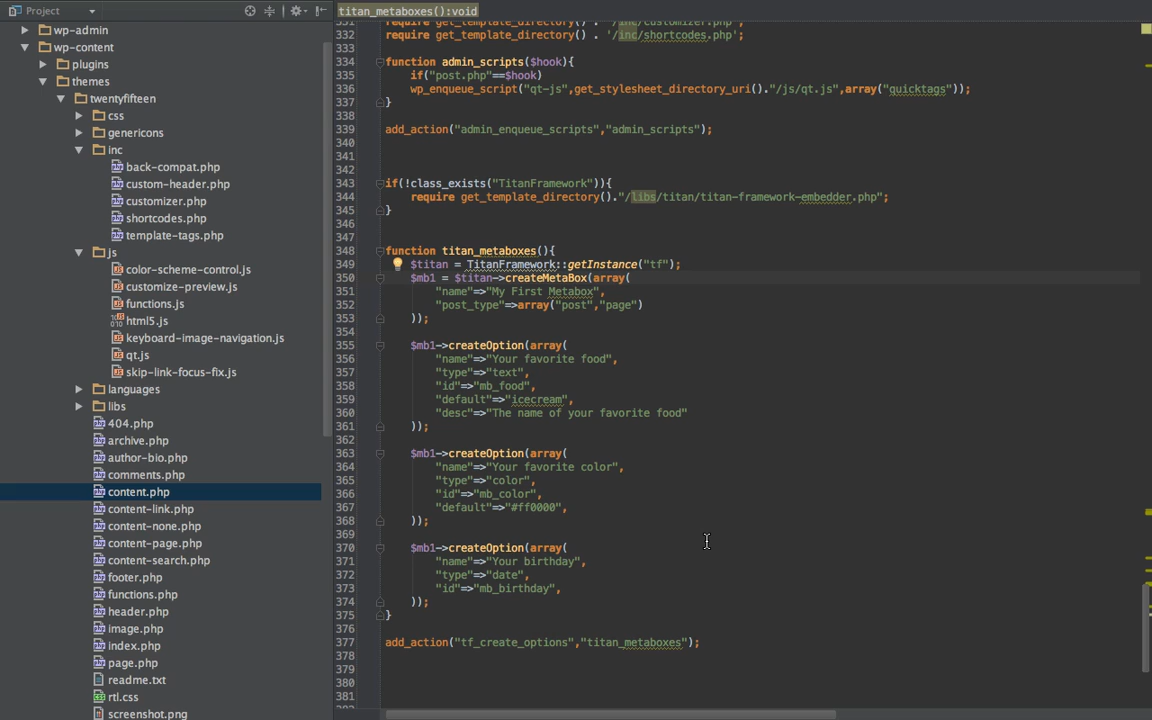 Project
wp-admin
wp-content
plugins
themes
twentyfifteen
css
genericons
inc
back-compat.php
custom-header.php
customizer.php
shortcodes.php
template-tags.php
js
color-scheme-control.js
customize-preview.js
functions.js
html5.js
keyboard-image-navigation.js
qt.js
skip-link-focus-fix.js
languages
libs
404.php
archive.php
author-bio.php
comments.php
content.php
content-link.php
content-none.php
content-page.php
content-search.php
footer.php
functions.php
header.php
image.php
index.php
page.php
readme.txt
rtl.css
screenshot.png
titan_metaboxes():void
331 require get_template_directory() . '/inc/customizer.php';
332 require get_template_directory() . '/inc/shortcodes.php';
333
334 function admin_scripts($hook){
335 if("post.php"==$hook)
336 wp_enqueue_script("qt-js",get_stylesheet_directory_uri()."/js/qt.js",array("quicktags"));
337 }
338
339 add_action("admin_enqueue_scripts","admin_scripts");
340
341
342
343 if(!class_exists("TitanFramework")){
344 require get_template_directory()."/libs/titan/titan-framework-embedder.php";
345 }
346
347
348 function titan_metaboxes(){
349 $titan = TitanFramework::getInstance("tf");
350 $mb1 = $titan->createMetaBox(array(
351 "name"=>"My First Metabox",
352 "post_type"=>array("post","page")
353 ));
354
355 $mb1->createOption(array(
356 "name"=>"Your favorite food",
357 "type"=>"text",
358 "id"=>"mb_food",
359 "default"=>"icecream",
360 "desc"=>"The name of your favorite food"
361 ));
362
363 $mb1->createOption(array(
364 "name"=>"Your favorite color",
365 "type"=>"color",
366 "id"=>"mb_color",
367 "default"=>"#ff0000",
368 ));
369
370 $mb1->createOption(array(
371 "name"=>"Your birthday",
372 "type"=>"date",
373 "id"=>"mb_birthday",
374 ));
375 }
376
377 add_action("tf_create_options","titan_metaboxes");
378
379
380
381